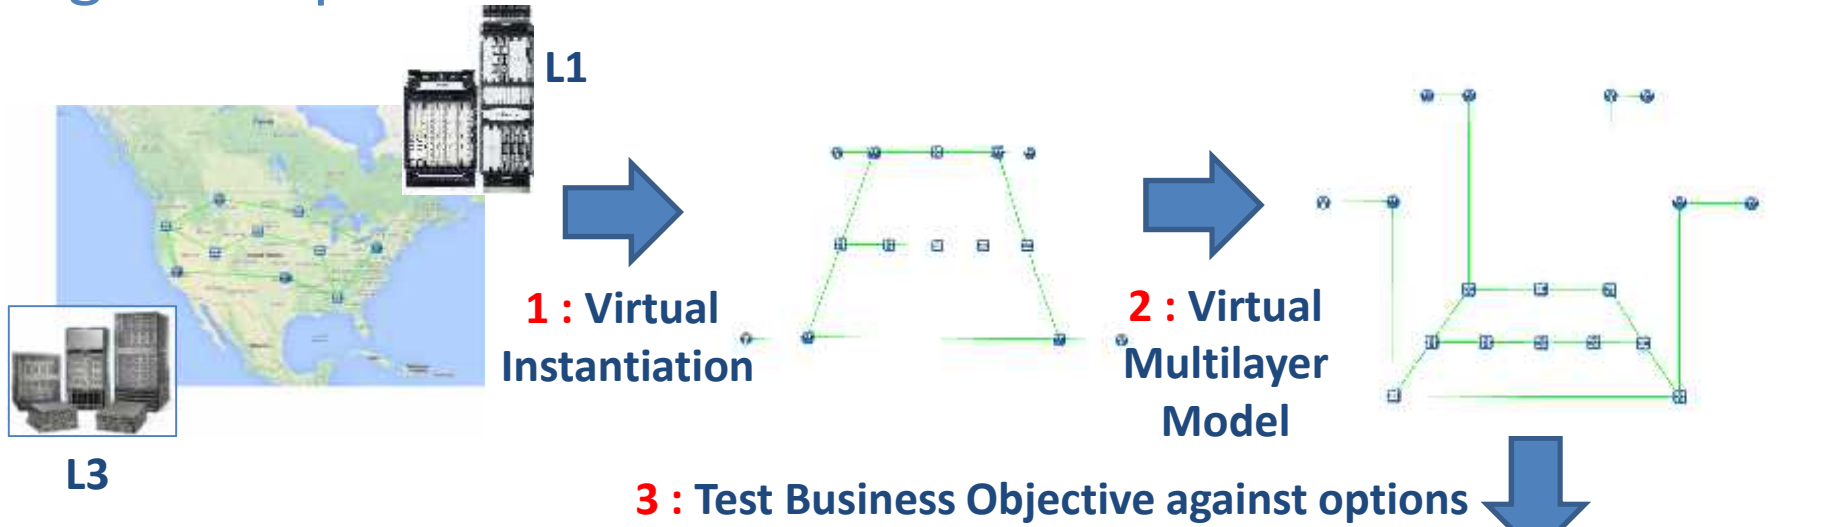 L1
1 : Virtual
Instantiation
2 : Virtual
Multilayer
Model
L3
3 : Test Business Objective against options